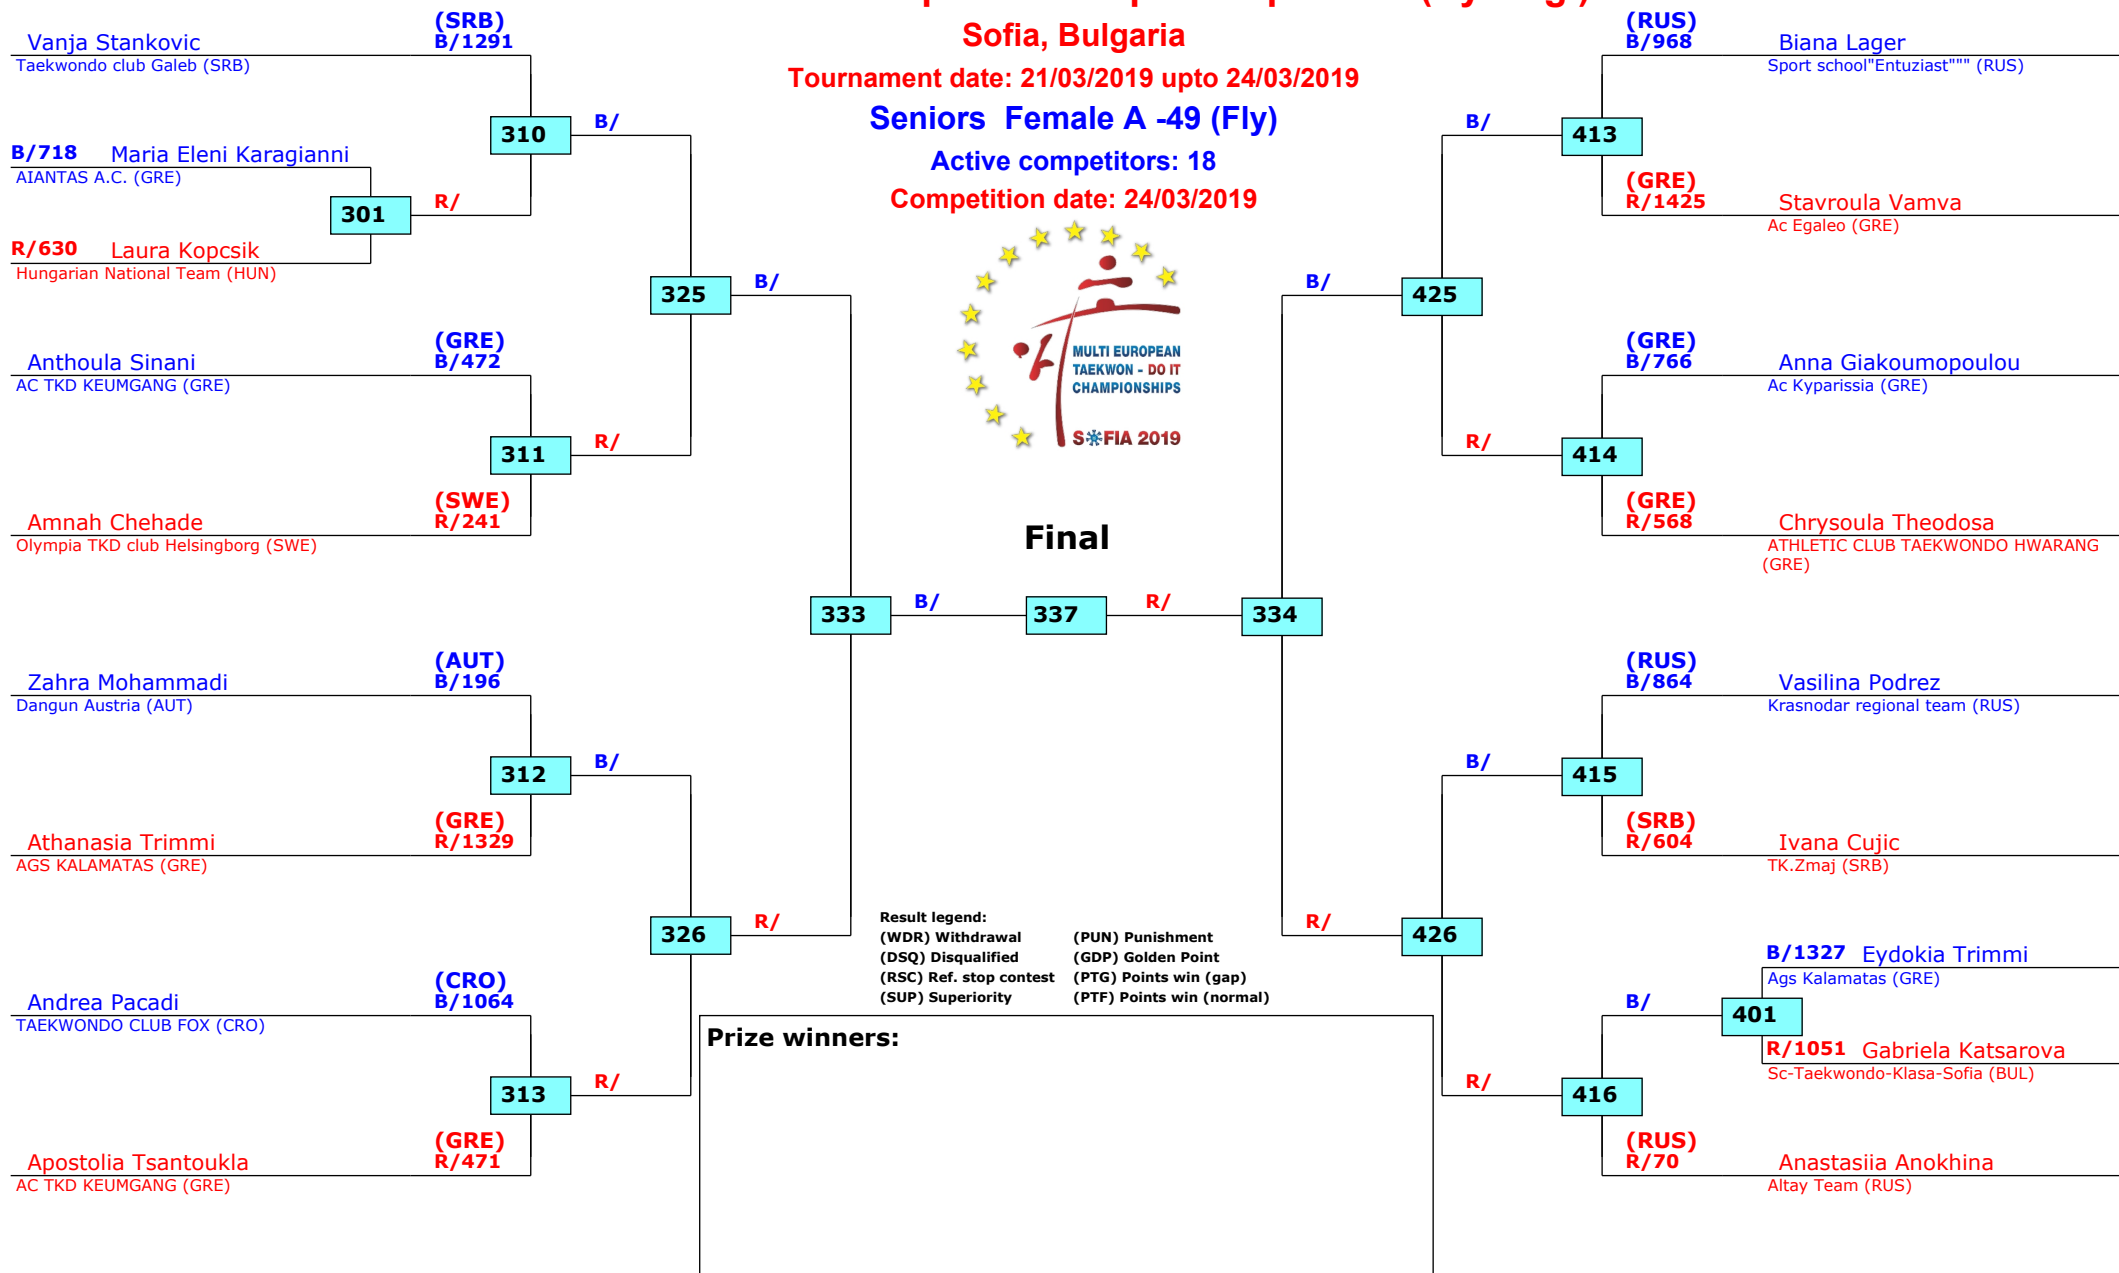 Sofia, Bulgaria
Tournament date: 21/03/2019 upto 24/03/2019
Seniors Female A -49 (Fly)
Active competitors: 18
Competition date: 24/03/2019
MULTI EUROPEAN
TAEKWON - DO IT
CHAMPIONSHIPS
SOFIA 2019
(SRB)
Vanja Stankovic B/1291
Taekwondo club Galeb (SRB)
310
B/
B/718 Maria Eleni Karagianni
AIANTAS A.C. (GRE)
301
R/
R/630 Laura Kopcsik
Hungarian National Team (HUN)
325
B/
(GRE)
Anthoula Sinani B/472
AC TKD KEUMGANG (GRE)
311
R/
(SWE)
Amnah Chehade R/241
Olympia TKD club Helsingborg (SWE)
Final
333
B/
337
R/
334
(AUT)
Zahra Mohammadi B/196
Dangun Austria (AUT)
312
B/
(GRE)
Athanasia Trimmi R/1329
AGS KALAMATAS (GRE)
326
R/
(CRO)
Andrea Pacadi B/1064
TAEKWONDO CLUB FOX (CRO)
313
R/
(GRE)
Apostolia Tsantoukla R/471
AC TKD KEUMGANG (GRE)
(RUS)
B/968 Biana Lager
Sport school"Entuziast""" (RUS)
B/
413
(GRE)
R/1425 Stavroula Vamva
Ac Egaleo (GRE)
B/
425
(GRE)
B/766 Anna Giakoumopoulou
Ac Kyparissia (GRE)
R/
414
(GRE)
R/568 Chrysoula Theodosa
ATHLETIC CLUB TAEKWONDO HWARANG
(GRE)
(RUS)
B/864 Vasilina Podrez
Krasnodar regional team (RUS)
B/
415
(SRB)
R/604 Ivana Cujic
TK.Zmaj (SRB)
R/
426
B/1327 Eydokia Trimmi
Ags Kalamatas (GRE)
B/
401
R/1051 Gabriela Katsarova
Sc-Taekwondo-Klasa-Sofia (BUL)
R/
416
(RUS)
R/70 Anastasiia Anokhina
Altay Team (RUS)
Result legend:
(WDR) Withdrawal (PUN) Punishment
(DSQ) Disqualified (GDP) Golden Point
(RSC) Ref. stop contest (PTG) Points win (gap)
(SUP) Superiority (PTF) Points win (normal)
Prize winners: